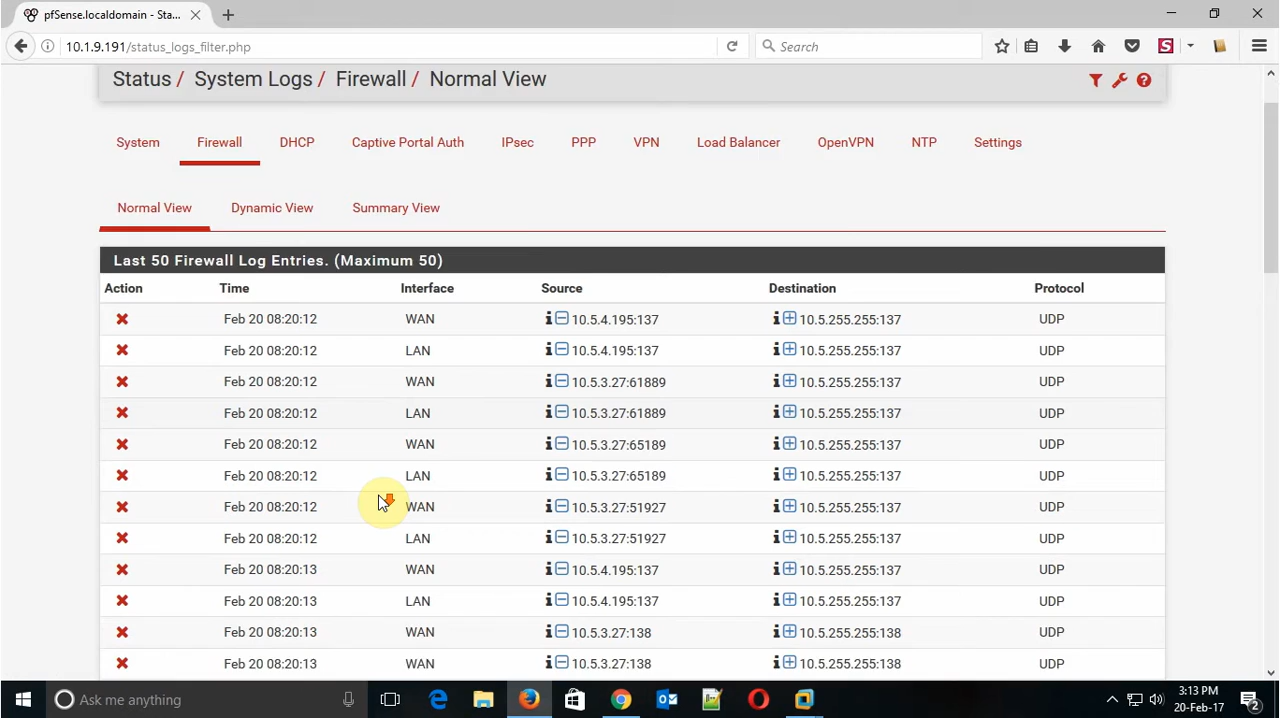 pfSense.localdomain - Sta...
10.1.9.191/status_logs_filter.php
Search
Status / System Logs / Firewall / Normal View
System Firewall DHCP Captive Portal Auth IPsec PPP VPN Load Balancer OpenVPN NTP Settings
Normal View Dynamic View Summary View
Last 50 Firewall Log Entries. (Maximum 50)
Action Time Interface Source Destination Protocol
Feb 20 08:20:12 WAN 10.5.4.195:137 10.5.255.255:137 UDP
Feb 20 08:20:12 LAN 10.5.4.195:137 10.5.255.255:137 UDP
Feb 20 08:20:12 WAN 10.5.3.27:61889 10.5.255.255:137 UDP
Feb 20 08:20:12 LAN 10.5.3.27:61889 10.5.255.255:137 UDP
Feb 20 08:20:12 WAN 10.5.3.27:65189 10.5.255.255:137 UDP
Feb 20 08:20:12 LAN 10.5.3.27:65189 10.5.255.255:137 UDP
Feb 20 08:20:12 WAN 10.5.3.27:51927 10.5.255.255:137 UDP
Feb 20 08:20:12 LAN 10.5.3.27:51927 10.5.255.255:137 UDP
Feb 20 08:20:13 WAN 10.5.4.195:137 10.5.255.255:137 UDP
Feb 20 08:20:13 LAN 10.5.4.195:137 10.5.255.255:137 UDP
Feb 20 08:20:13 WAN 10.5.3.27:138 10.5.255.255:138 UDP
Feb 20 08:20:13 WAN 10.5.3.27:138 10.5.255.255:138 UDP
Ask me anything
3:13 PM
20-Feb-17
2